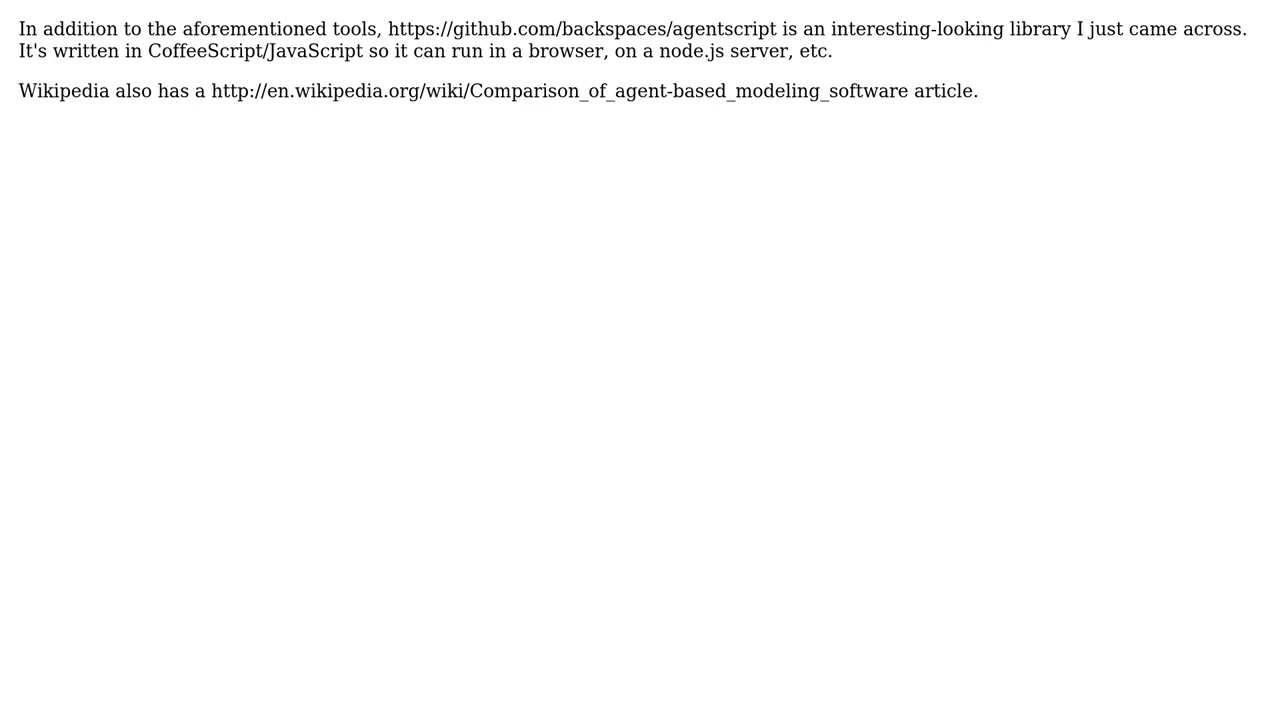 In addition to the aforementioned tools, https://github.com/backspaces/agentscript is an interesting-looking library I just came across.
It's written in CoffeeScript/JavaScript so it can run in a browser, on a node.js server, etc.
Wikipedia also has a http://en.wikipedia.org/wiki/Comparison_of_agent-based_modeling_software article.